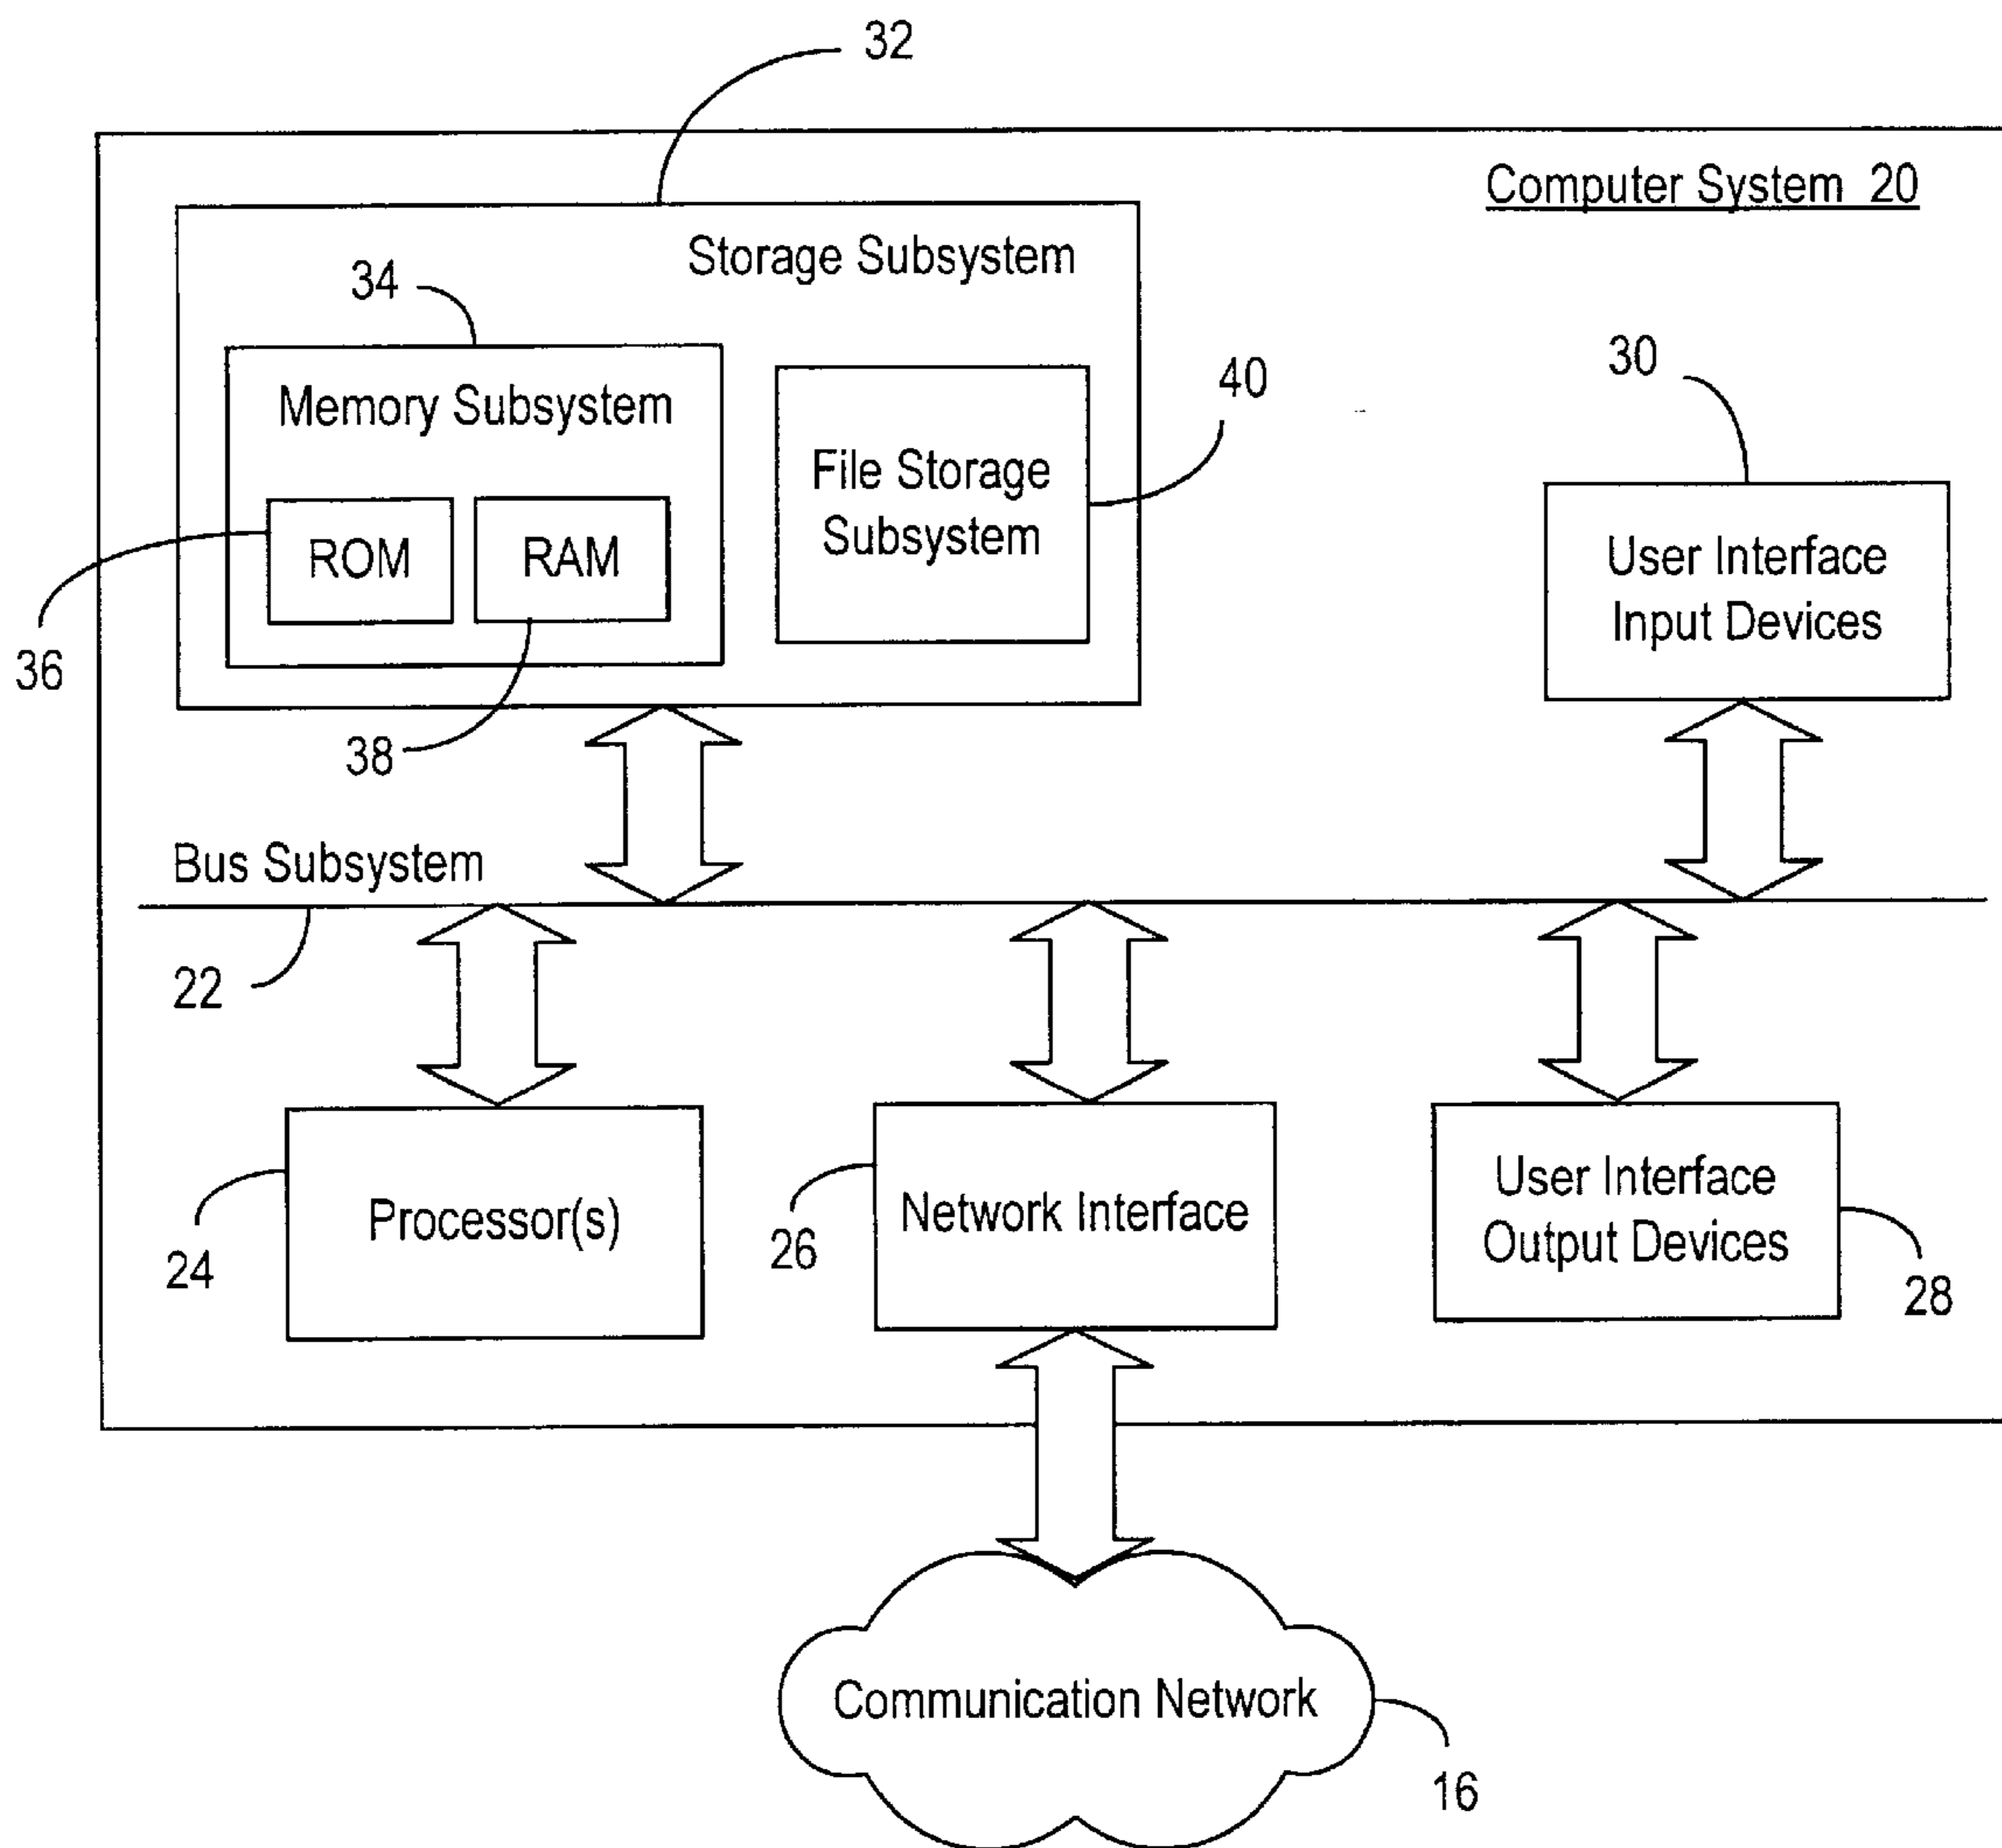 32
Computer System 20
Storage Subsystem
34
Memory Subsystem
30
40
File Storage
Subsystem
ROM
RAM
User Interface
Input Devices
36
38
Bus Subsystem
22
Processor(s)
24
Network Interface
26
User Interface
Output Devices
28
Communication Network
16